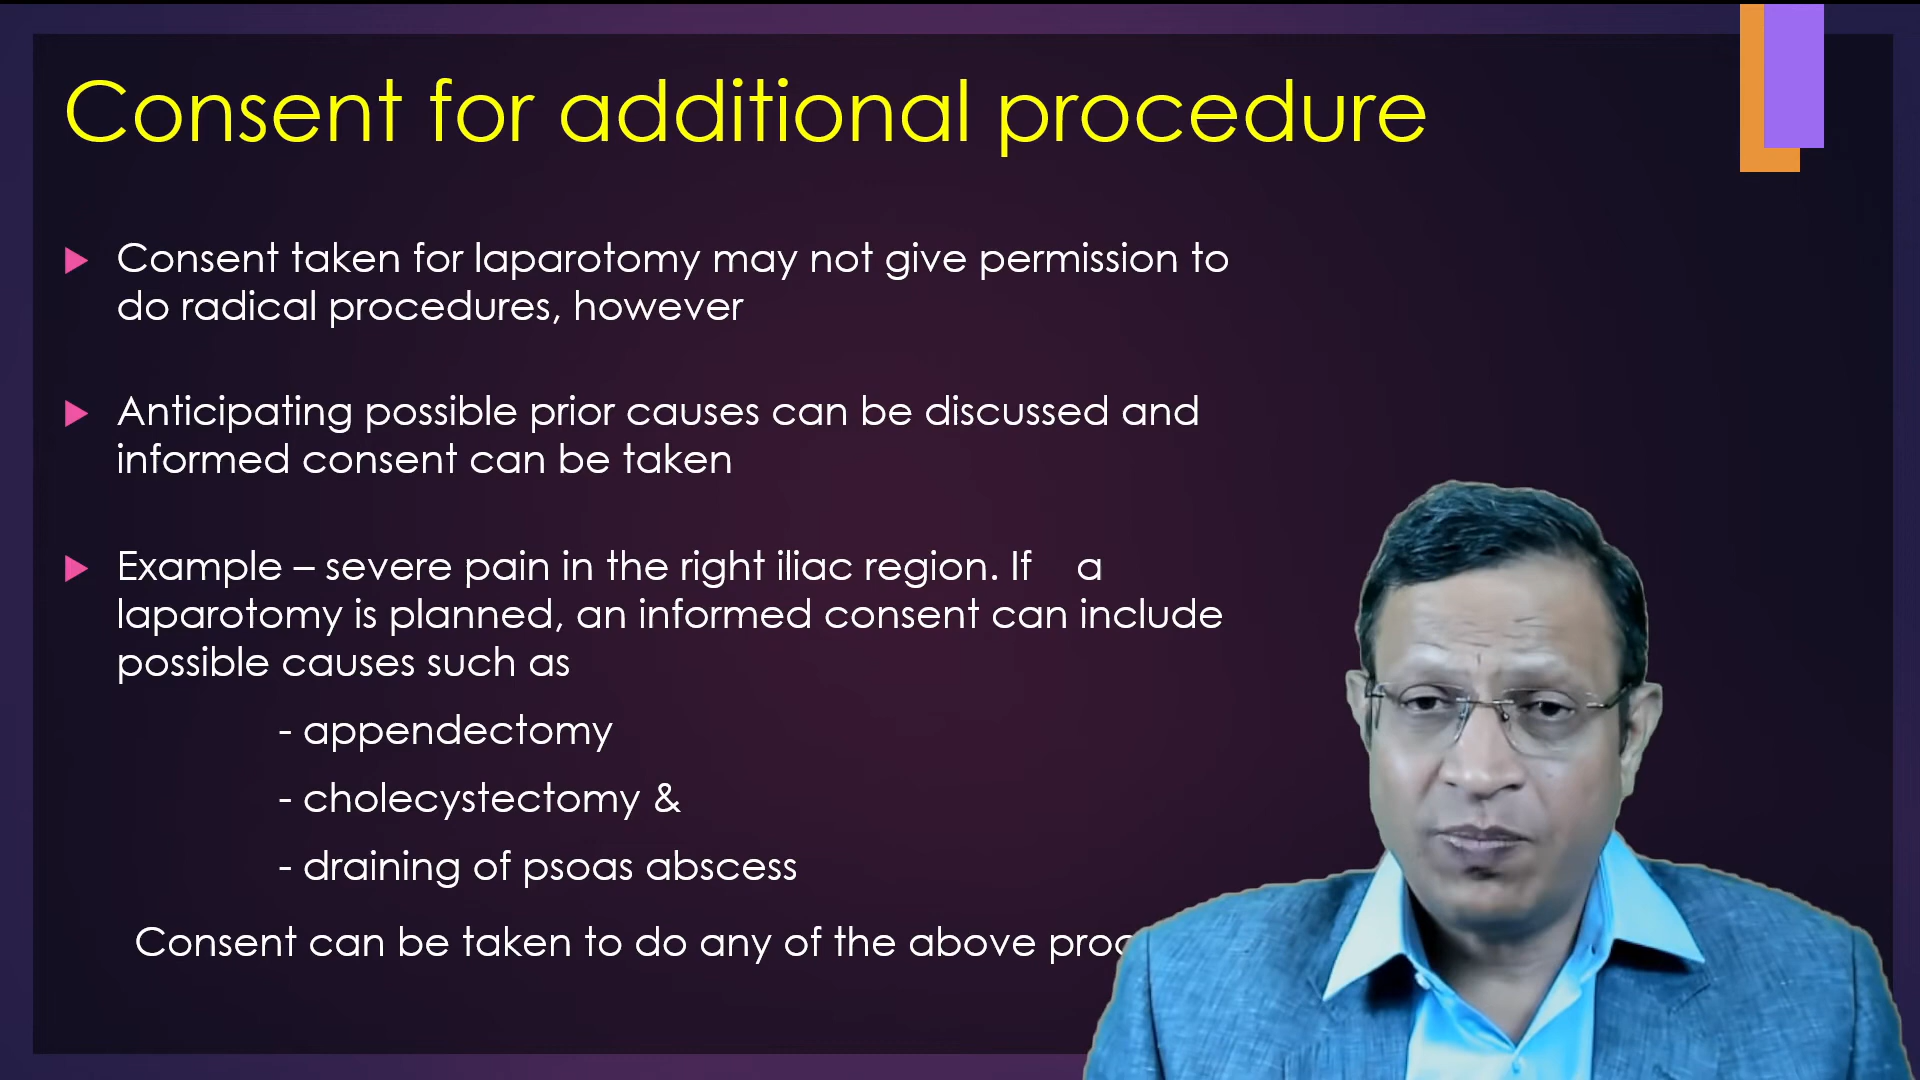 Consent for additional procedure
Consent taken for laparotomy may not give permission to
do radical procedures, however
Anticipating possible prior causes can be discussed and
informed consent can be taken
Example – severe pain in the right iliac region. If a
laparotomy is planned, an informed consent can include
possible causes such as
- appendectomy
- cholecystectomy &
- draining of psoas abscess
Consent can be taken to do any of the above